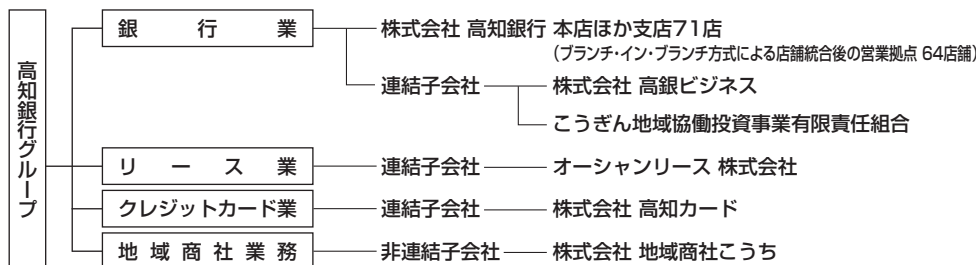 高知銀行グループ
銀行業
株式会社 高知銀行 本店ほか支店71店
(ブランチ・イン・ブランチ方式による店舗統合後の営業拠点 64店舗)
連結子会社
株式会社 高銀ビジネス
こうぎん地域協働投資事業有限責任組合
リース業
連結子会社
オーシャンリース 株式会社
クレジットカード業
連結子会社
株式会社 高知カード
地域商社業務
非連結子会社
株式会社 地域商社こうち